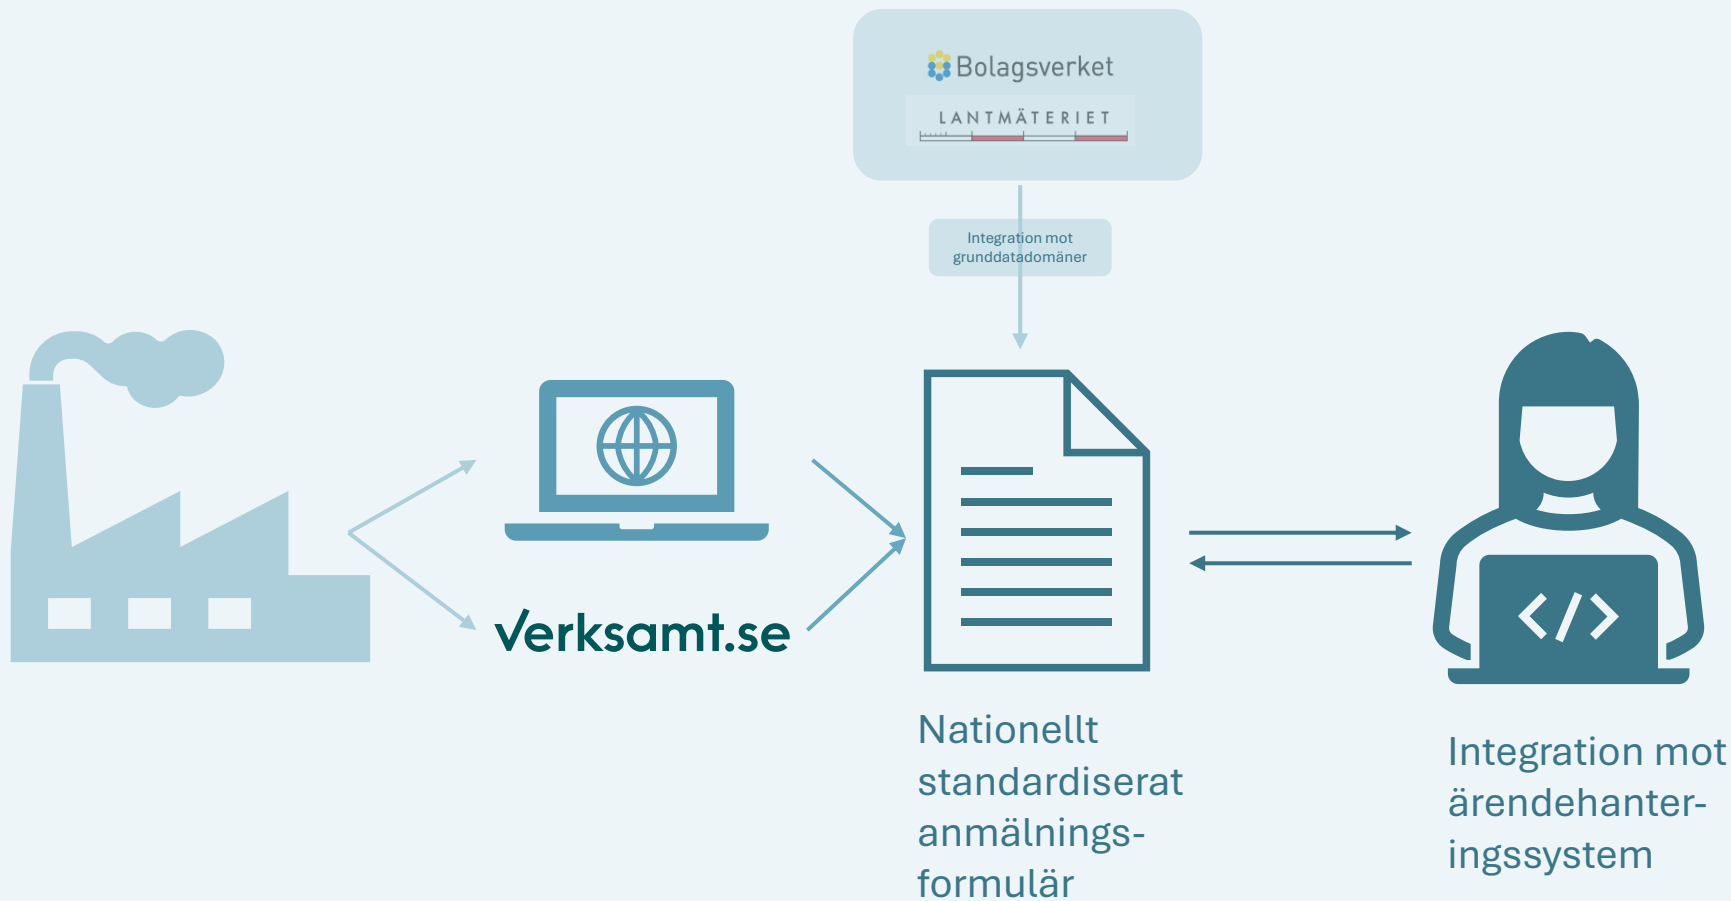 Bolagsverket
LANTMÄTERIET
Integration mot
grunddatadomäner
verksamt.se
</>
Nationellt
standardiserat
anmälnings-
formulär
Integration mot
ärendehanter-
ingssystem